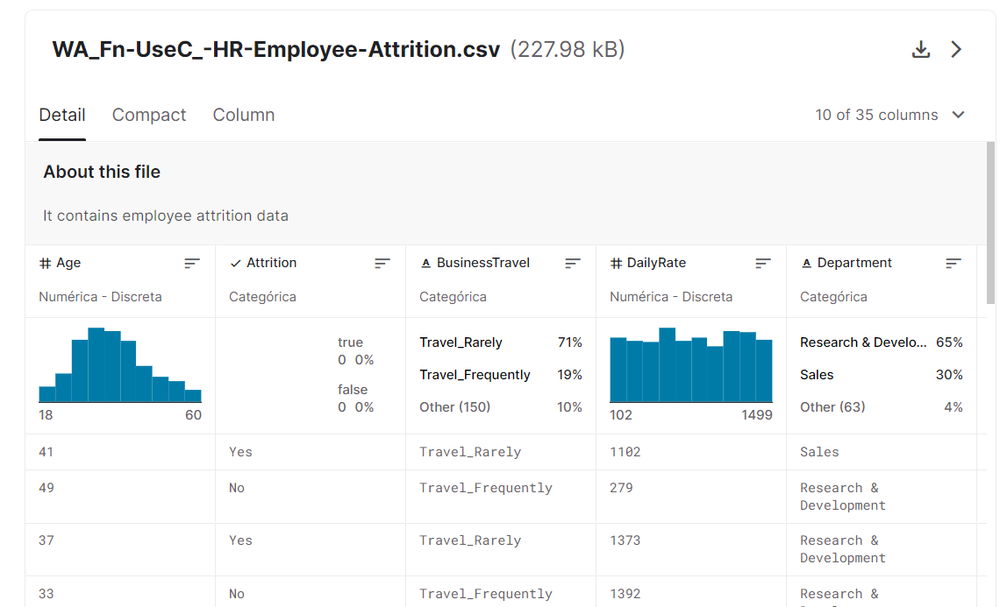 WA_Fn-UseC_-HR-Employee-Attrition.csv (227.98 kB)
Detail Compact Column 10 of 35 columns
About this file
It contains employee attrition data
# Age Attrition A BusinessTravel # DailyRate A Department
Numérica - Discreta Categórica Categórica Numérica - Discreta Categórica
true
0 0%
false
0 0%
Travel_Rarely 71%
Travel_Frequently 19%
Other (150) 10%
Research & Develo... 65%
Sales 30%
Other (63) 4%
18 60 102 1499
41 Yes Travel_Rarely 1102 Sales
49 No Travel_Frequently 279 Research &
Development
37 Yes Travel_Rarely 1373 Research &
Development
33 No Travel_Frequently 1392 Research &